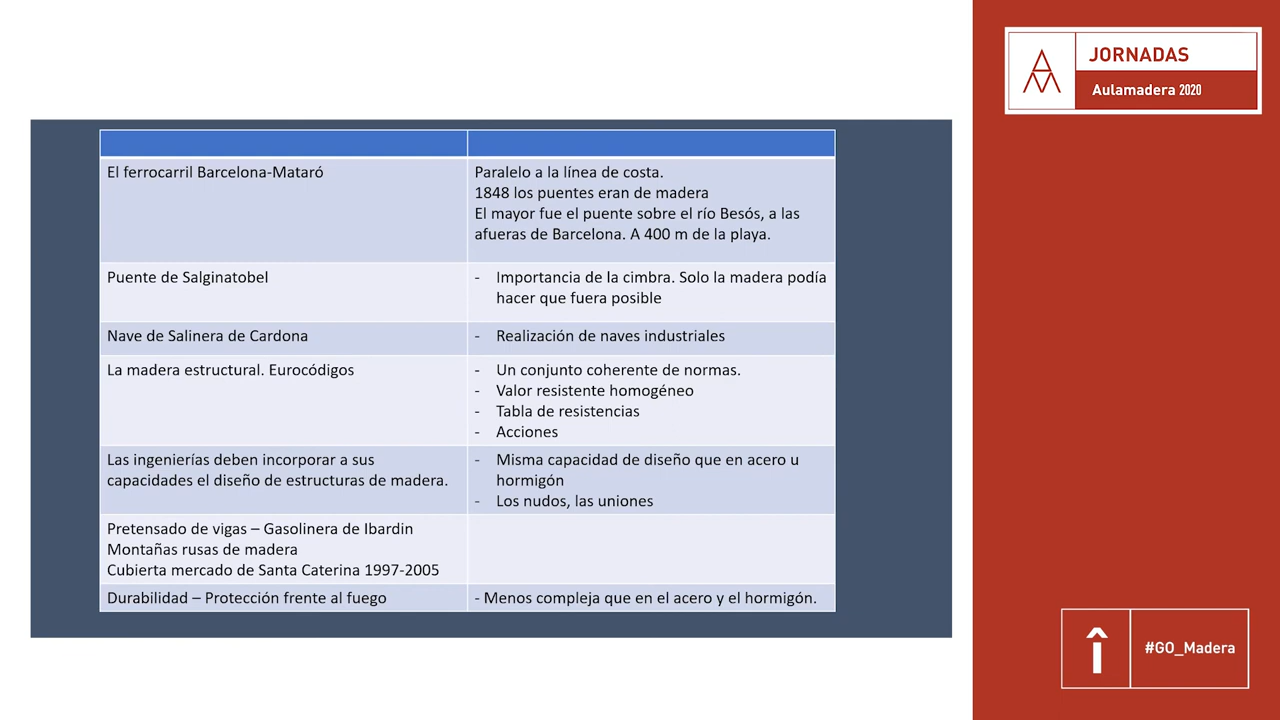 El ferrocarril Barcelona-Mataró
Paralelo a la línea de costa.
1848 los puentes eran de madera
El mayor fue el puente sobre el río Besós, a las
afueras de Barcelona. A 400 m de la playa.
Puente de Salginatobel
- Importancia de la cimbra. Solo la madera podía
hacer que fuera posible
Nave de Salinera de Cardona
- Realización de naves industriales
La madera estructural. Eurocódigos
- Un conjunto coherente de normas.
- Valor resistente homogéneo
- Tabla de resistencias
- Acciones
Las ingenierías deben incorporar a sus
capacidades el diseño de estructuras de madera.
- Misma capacidad de diseño que en acero u
hormigón
- Los nudos, las uniones
Pretensado de vigas – Gasolinera de Ibardin
Montañas rusas de madera
Cubierta mercado de Santa Caterina 1997-2005
Durabilidad – Protección frente al fuego
- Menos compleja que en el acero y el hormigón.
JORNADAS
Aulamadera 2020
#GO_Madera